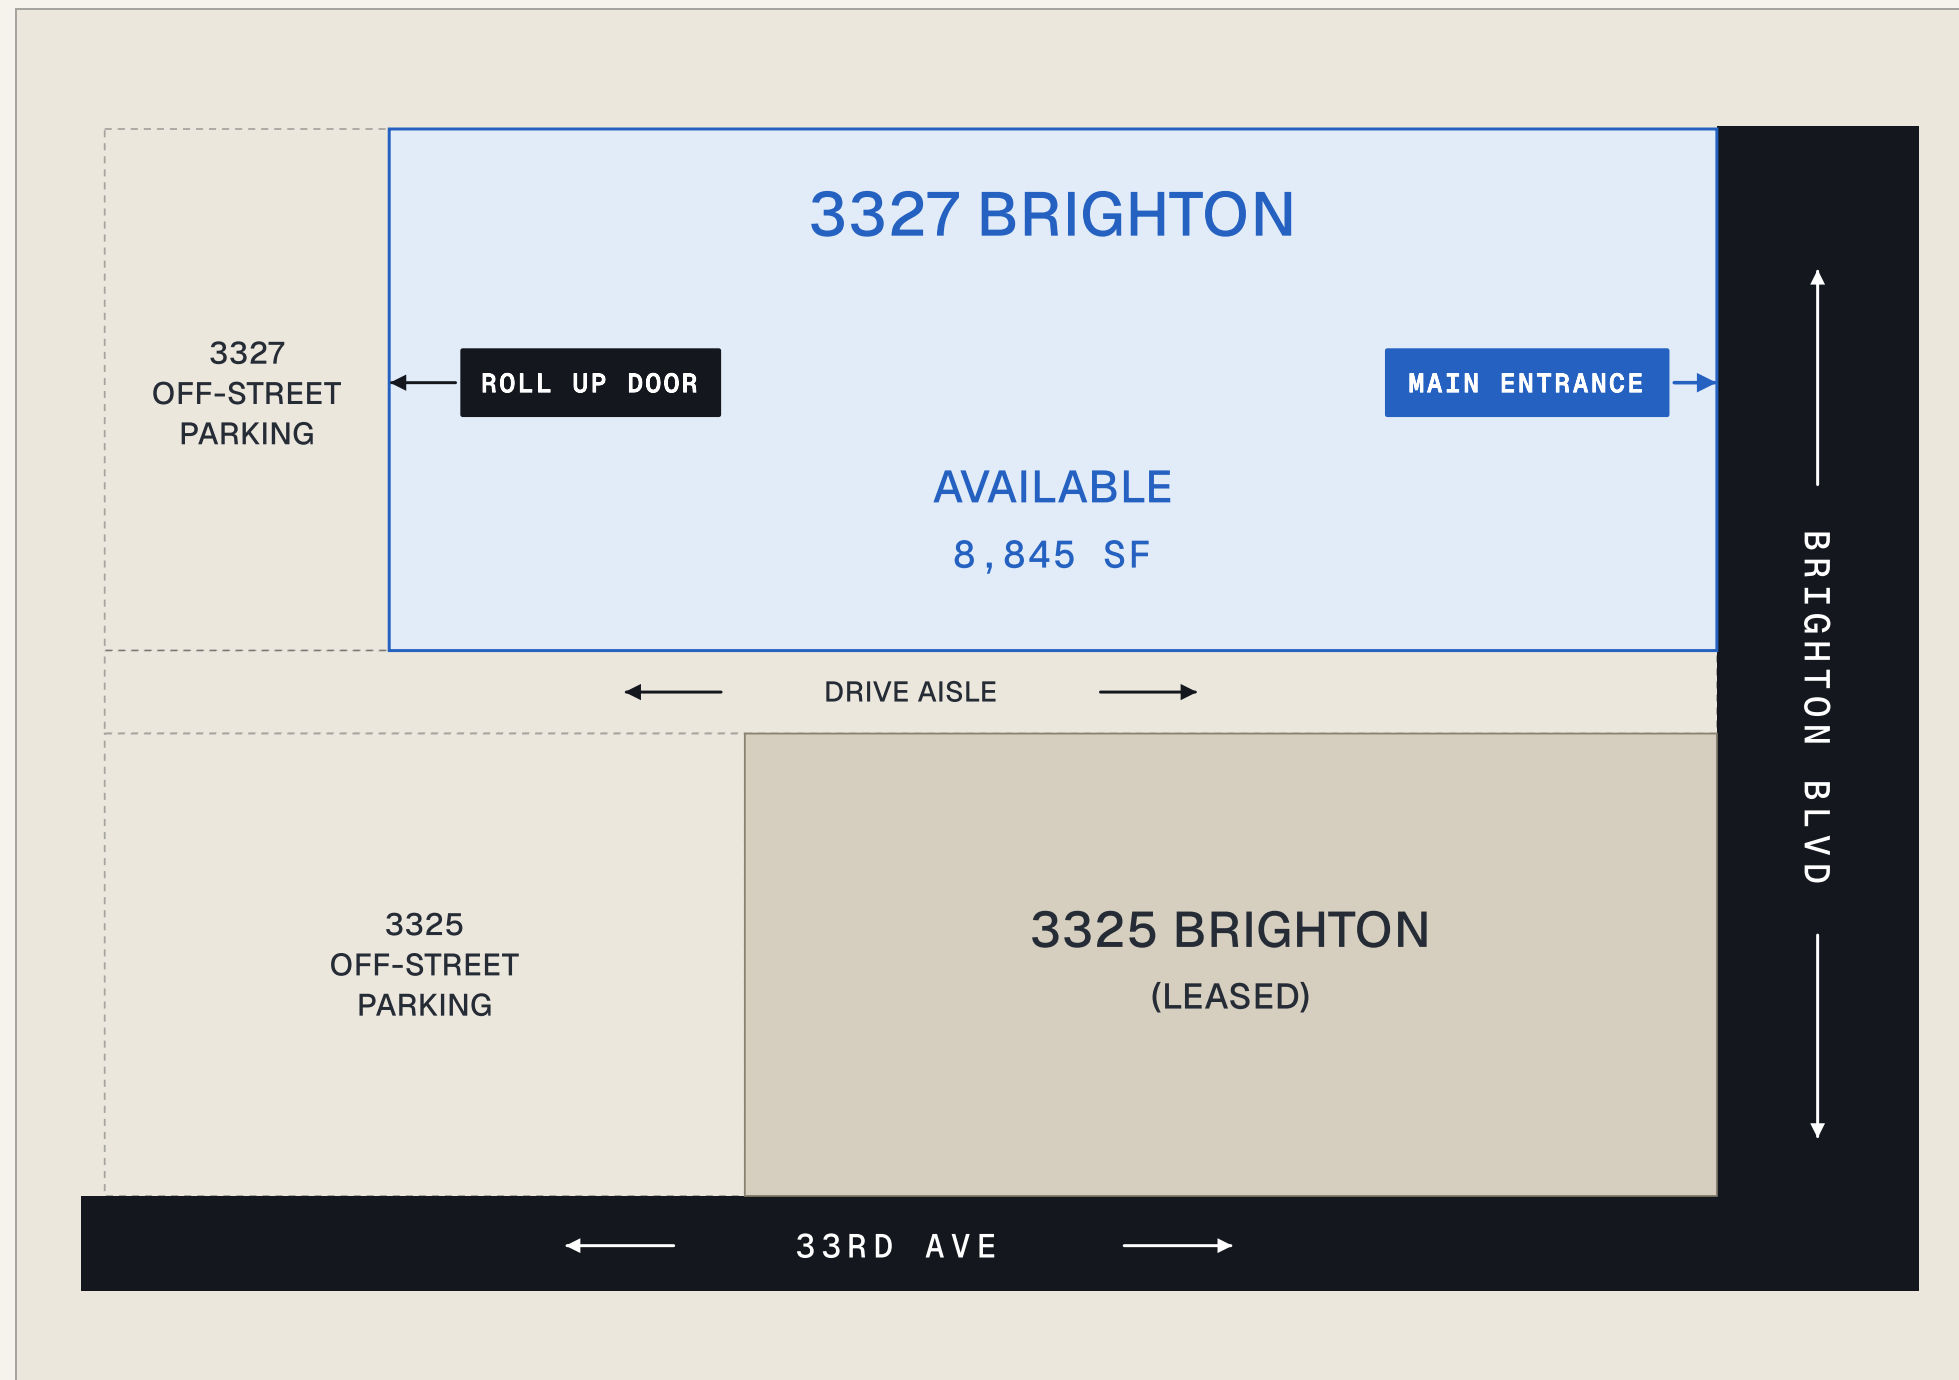 3327 BRIGHTON
3327
OFF-STREET
PARKING
ROLL UP DOOR
MAIN ENTRANCE
AVAILABLE
8,845 SF
BRIGHTON BLVD
DRIVE AISLE
3325
OFF-STREET
PARKING
3325 BRIGHTON
(LEASED)
33RD AVE